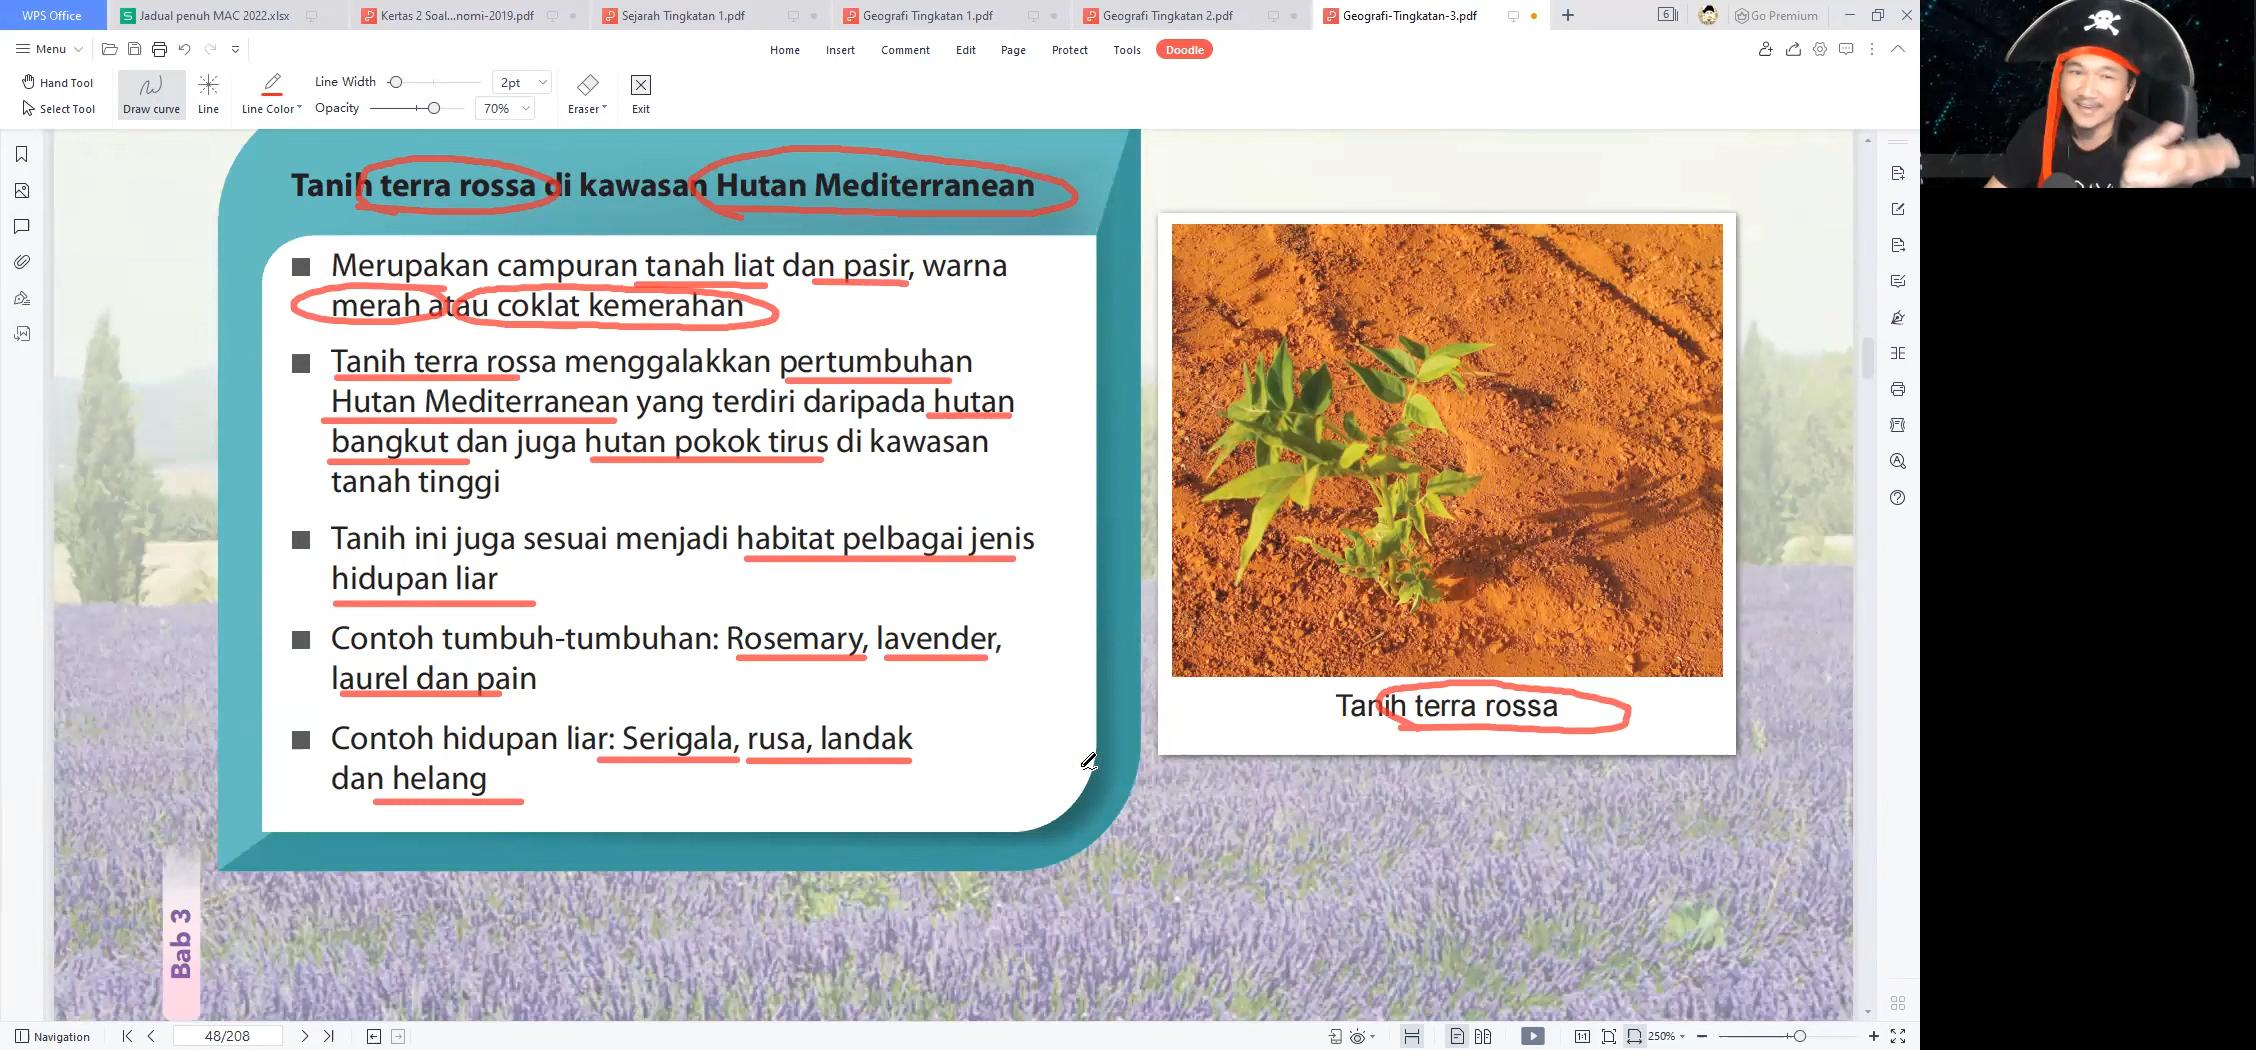 WPS Office
Jadual penuh MAC 2022.xlsx
Kertas 2 Soal...nomi-2019.pdf
Sejarah Tingkatan 1.pdf
Geografi Tingkatan 1.pdf
Geografi Tingkatan 2.pdf
Geografi-Tingkatan-3.pdf
6
Go Premium
Menu
Home
Insert
Comment
Edit
Page
Protect
Tools
Doodle
Hand Tool
Select Tool
Draw curve
Line
Line Color
Line Width
2pt
Opacity
70%
Eraser
Exit
Tanih terra rossa di kawasan Hutan Mediterranean
Merupakan campuran tanah liat dan pasir, warna
merah atau coklat kemerahan
Tanih terra rossa menggalakkan pertumbuhan
Hutan Mediterranean yang terdiri daripada hutan
bangkut dan juga hutan pokok tirus di kawasan
tanah tinggi
Tanih ini juga sesuai menjadi habitat pelbagai jenis
hidupan liar
Contoh tumbuh-tumbuhan: Rosemary, lavender,
laurel dan pain
Contoh hidupan liar: Serigala, rusa, landak
dan helang
Tanih terra rossa
Bab 3
Navigation
48/208
1:1
250%